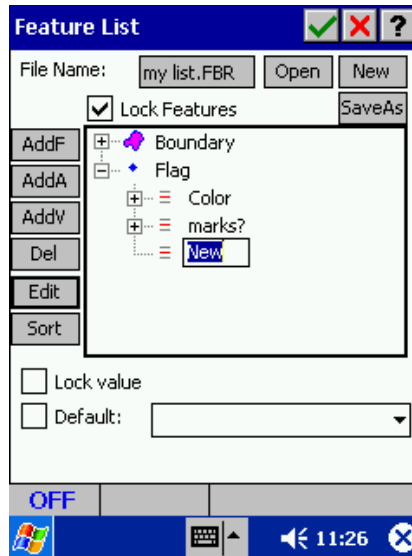 Feature List ?
File Name: my list.FBR Open New
Lock Features SaveAs
AddF Boundary
AddA Flag
AddV Color
marks?
Del New
Edit
Sort
Lock value
Default:
OFF
11:26